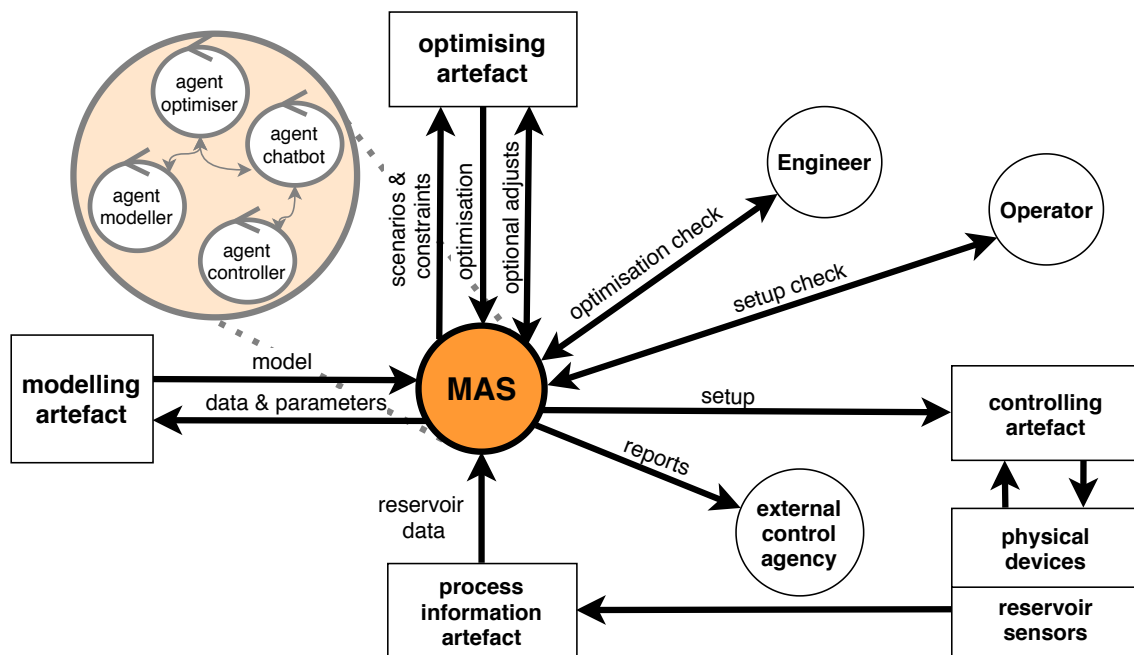 agent
optimiser
agent
chatbot
agent
modeller
agent
controller
optimising
artefact
scenarios &
constraints
optimisation
optional adjusts
Engineer
Operator
optimisation check
setup check
modelling
artefact
model
data & parameters
MAS
setup
controlling
artefact
reports
reservoir
data
external
control
agency
physical
devices
process
information
artefact
reservoir
sensors